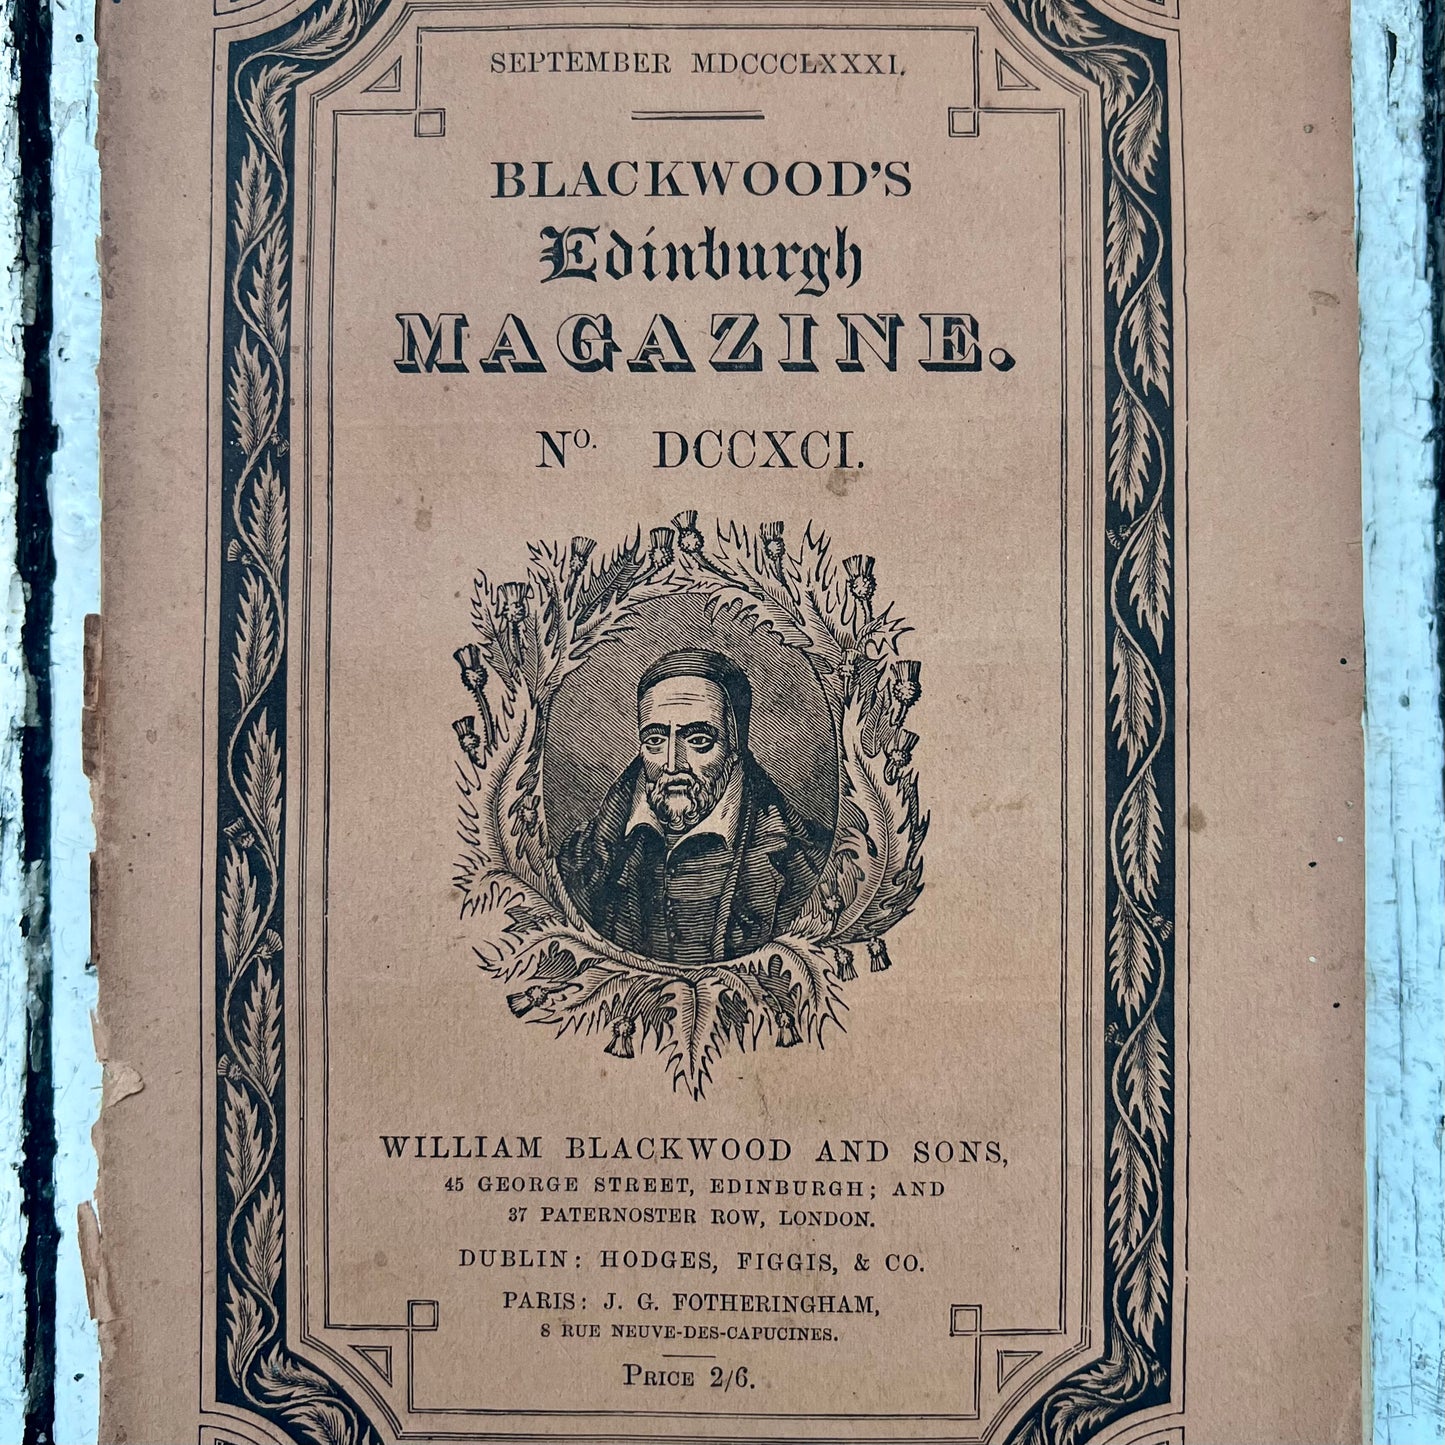 SEPTEMBER MDCCCLXXXI.
BLACKWOOD'S
Edinburgh
MAGAZINE.
No. DCCXCI.
WILLIAM BLACKWOOD AND SONS,
45 GEORGE STREET, EDINBURGH; AND
37 PATERNOSTER ROW, LONDON.
DUBLIN: HODGES, FIGGIS, & CO.
PARIS: J. G. FOTHERINGHAM,
8 RUE NEUVE-DES-CAPUCINES.
PRICE 2/6.